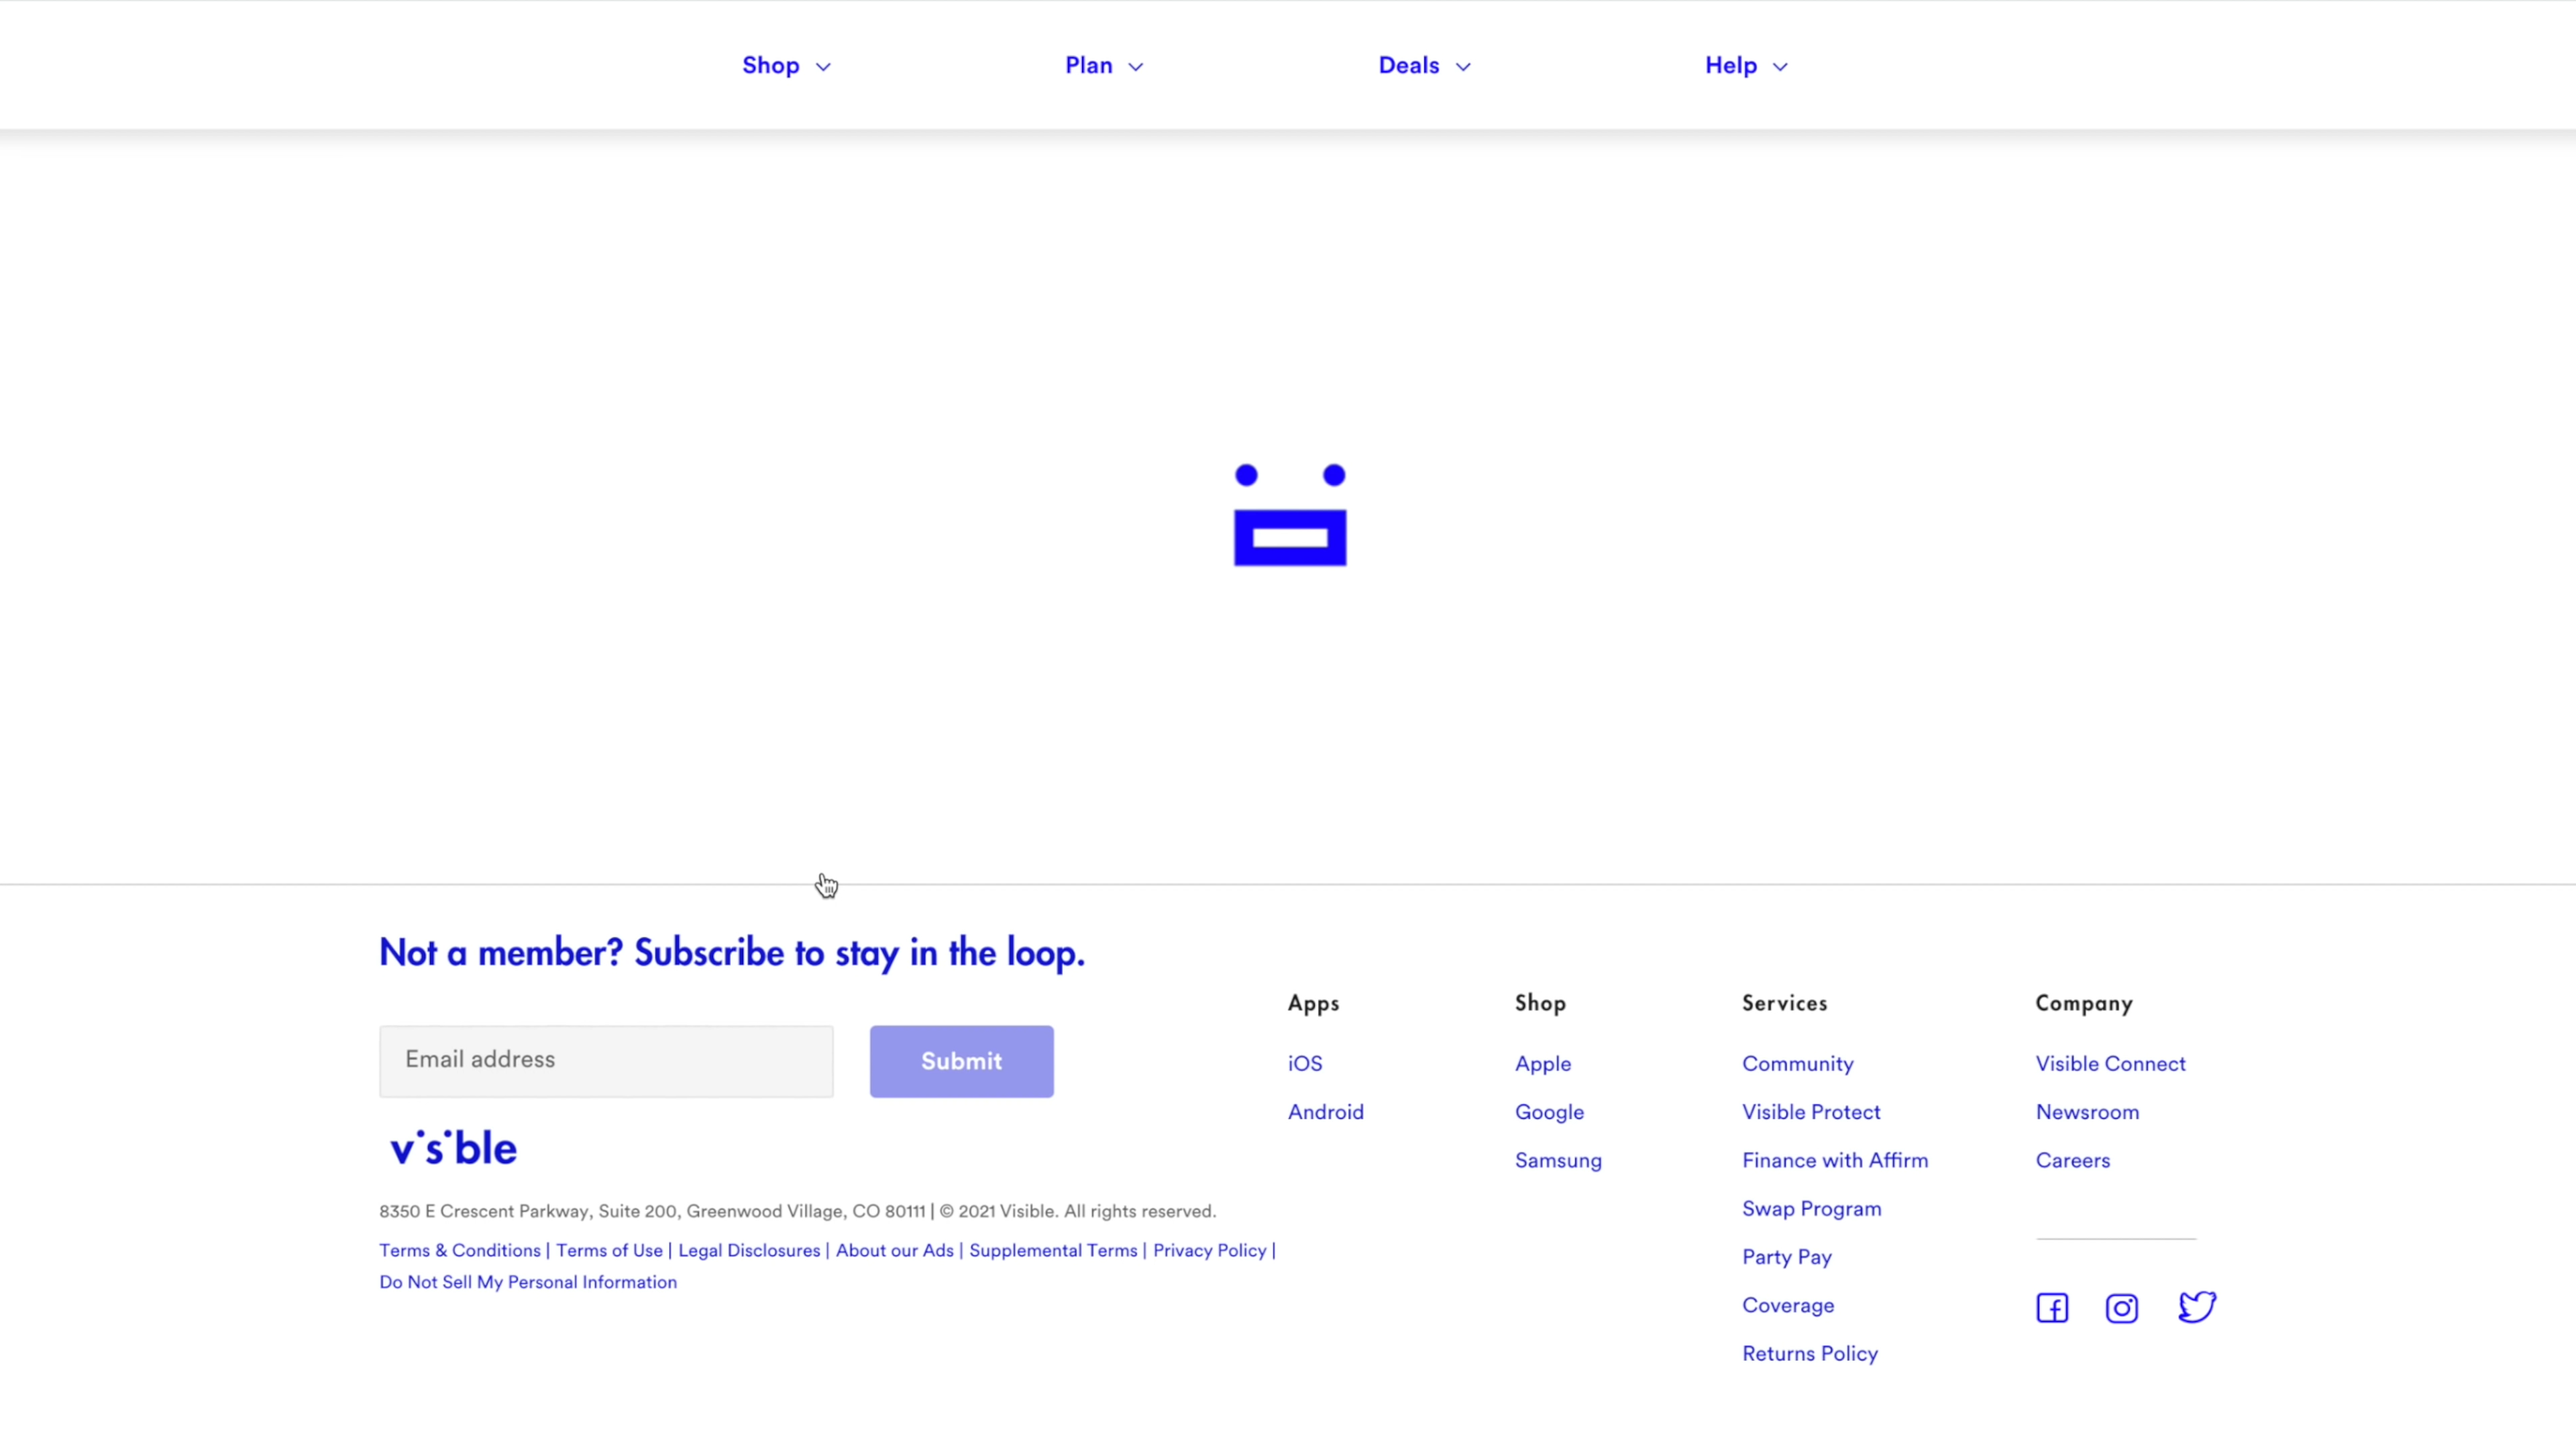 Shop
Plan
Deals
Help
Not a member? Subscribe to stay in the loop.
Email address
Submit
visible
8350 E Crescent Parkway, Suite 200, Greenwood Village, CO 80111 | © 2021 Visible. All rights reserved.
Terms & Conditions | Terms of Use | Legal Disclosures | About our Ads | Supplemental Terms | Privacy Policy |
Do Not Sell My Personal Information
Apps
iOS
Android
Shop
Apple
Google
Samsung
Services
Community
Visible Protect
Finance with Affirm
Swap Program
Party Pay
Coverage
Returns Policy
Company
Visible Connect
Newsroom
Careers